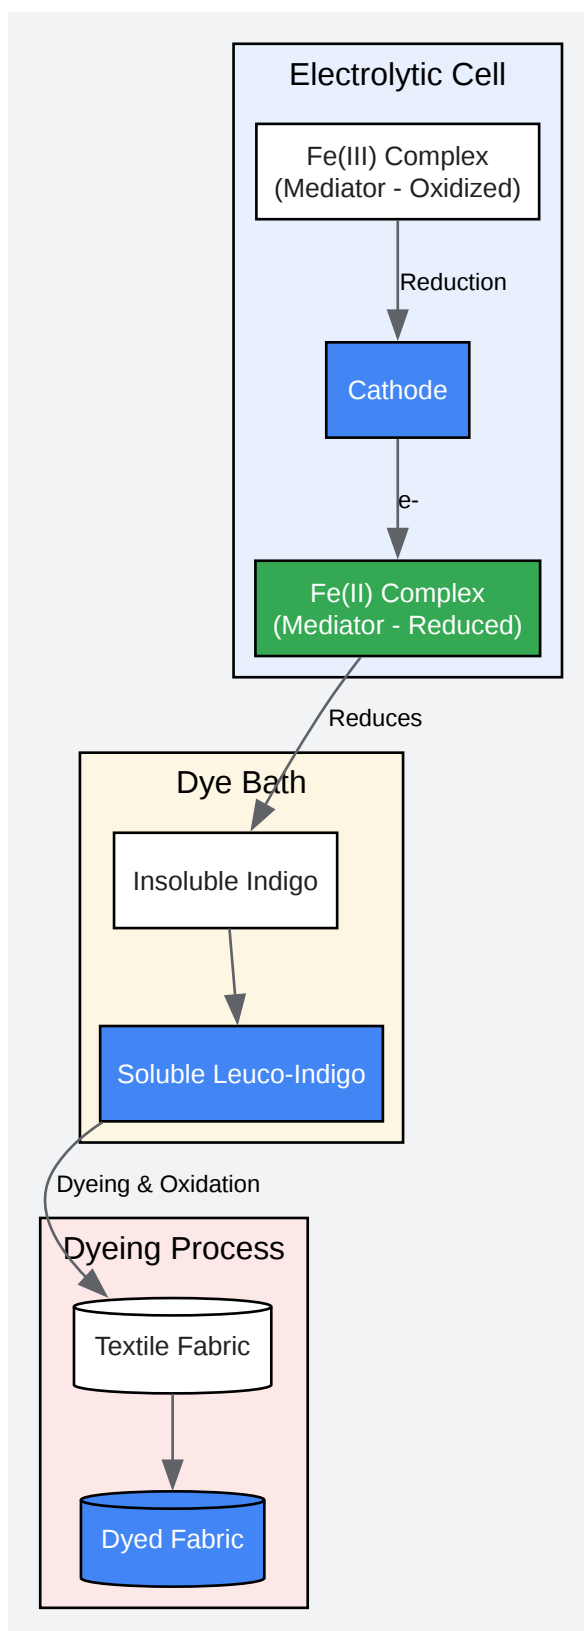 Electrolytic Cell
Fe(III) Complex
(Mediator - Oxidized)
Reduction
Cathode
e-
Fe(II) Complex
(Mediator - Reduced)
Reduces
Dye Bath
Insoluble Indigo
Soluble Leuco-Indigo
Dyeing & Oxidation
Dyeing Process
Textile Fabric
Dyed Fabric